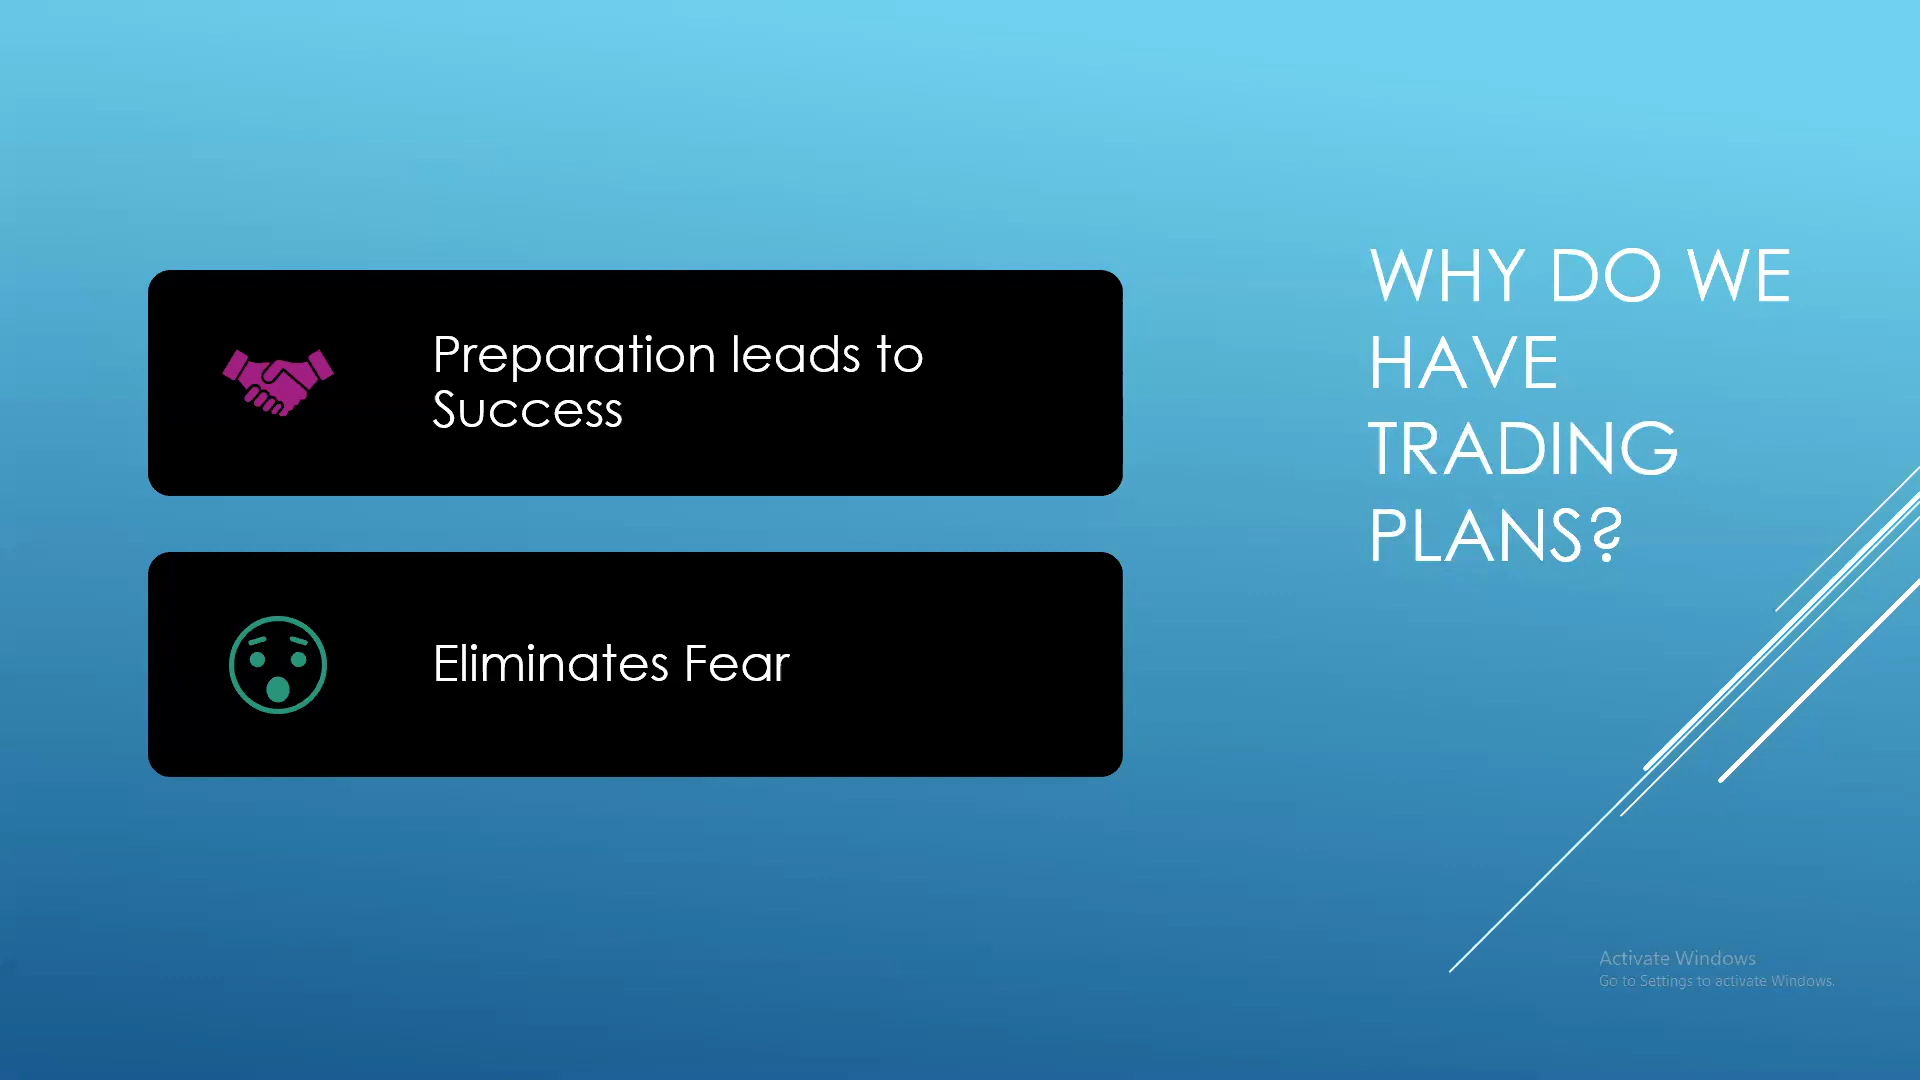 WHY DO WE
HAVE
TRADING
PLANS?
Preparation leads to
Success
Eliminates Fear
Activate Windows
Go to Settings to activate Windows.